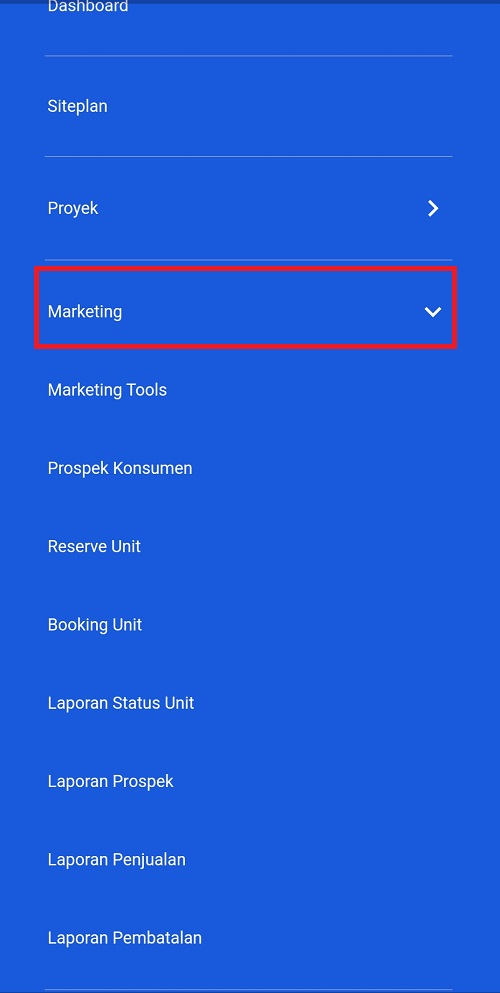 Dashboard
Siteplan
Proyek
Marketing
Marketing Tools
Prospek Konsumen
Reserve Unit
Booking Unit
Laporan Status Unit
Laporan Prospek
Laporan Penjualan
Laporan Pembatalan